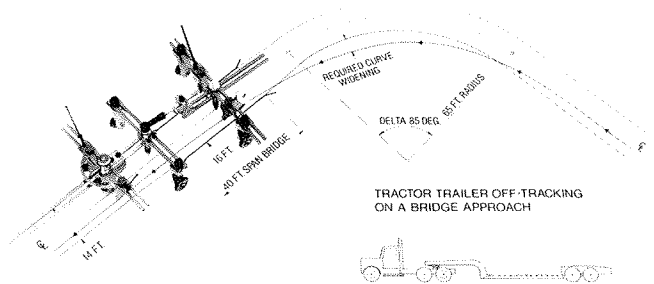 REQUIRED CURVE
WIDENING
65 FT RADIUS
DELTA 85 DEG.
16 FT
40 FT SPAN BRIDGE
TRACTOR TRAILER OFF-TRACKING
ON A BRIDGE APPROACH
14 FT.